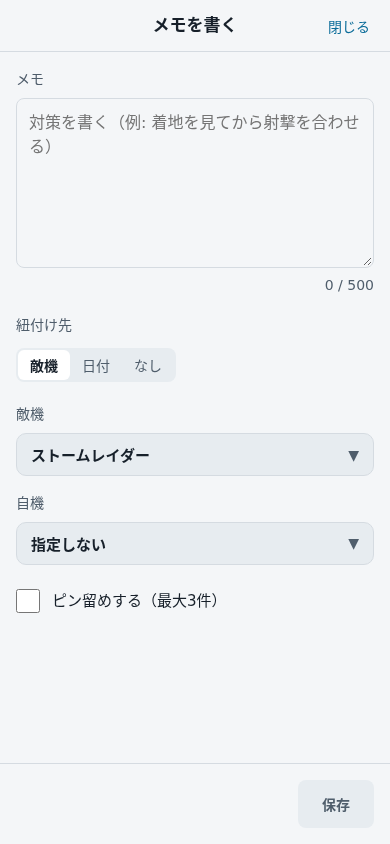 メモを書く
閉じる
メモ
対策を書く（例: 着地を見てから射撃を合わせ
る）
0 / 500
紐付け先
敵機 日付 なし
敵機
ストームレイダー ▼
自機
指定しない ▼
ピン留めする（最大3件）
保存